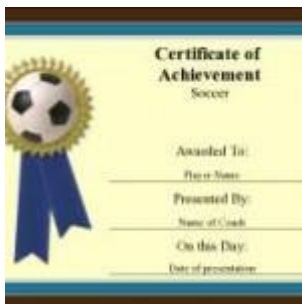 Certificate of
Achievement
Soccer
Awarded To:
Player Name
Presented By:
Name of Coach
On this Day:
Date of presentation